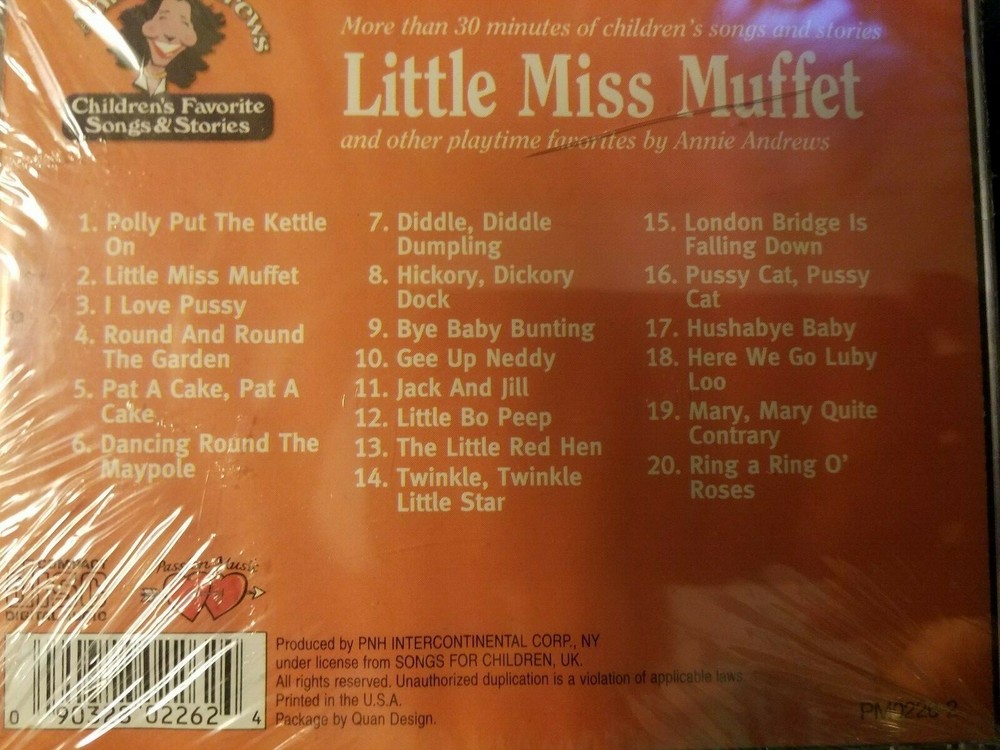 More than 30 minutes of children's songs and stories
Little Miss Muffet
and other playtime favorites by Annie Andrews
Children's Favorite
Songs & Stories
1. Polly Put The Kettle
On
2. Little Miss Muffet
3. I Love Pussy
4. Round And Round
The Garden
5. Pat A Cake, Pat A
Cake
6. Dancing Round The
Maypole
7. Diddle, Diddle
Dumpling
8. Hickory, Dickory
Dock
9. Bye Baby Bunting
10. Gee Up Neddy
11. Jack And Jill
12. Little Bo Peep
13. The Little Red Hen
14. Twinkle, Twinkle
Little Star
15. London Bridge Is
Falling Down
16. Pussy Cat, Pussy
Cat
17. Hushabye Baby
18. Here We Go Luby
Loo
19. Mary, Mary Quite
Contrary
20. Ring a Ring O'
Roses
COMPACT
DIGITAL AUDIO
Music
Produced by PNH INTERCONTINENTAL CORP., NY
under license from SONGS FOR CHILDREN, UK.
All rights reserved. Unauthorized duplication is a violation of applicable laws.
Printed in the U.S.A.
Package by Quan Design.
0 90328 02262 4